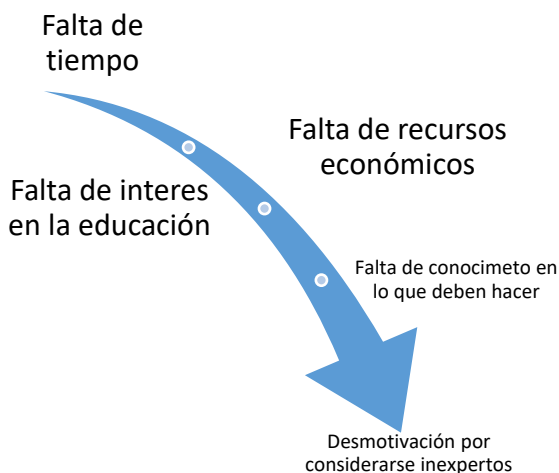 Falta de
tiempo
Falta de interes
en la educación
Falta de recursos
económicos
Falta de conocimeto en
lo que deben hacer
Desmotivación por
considerarse inexpertos